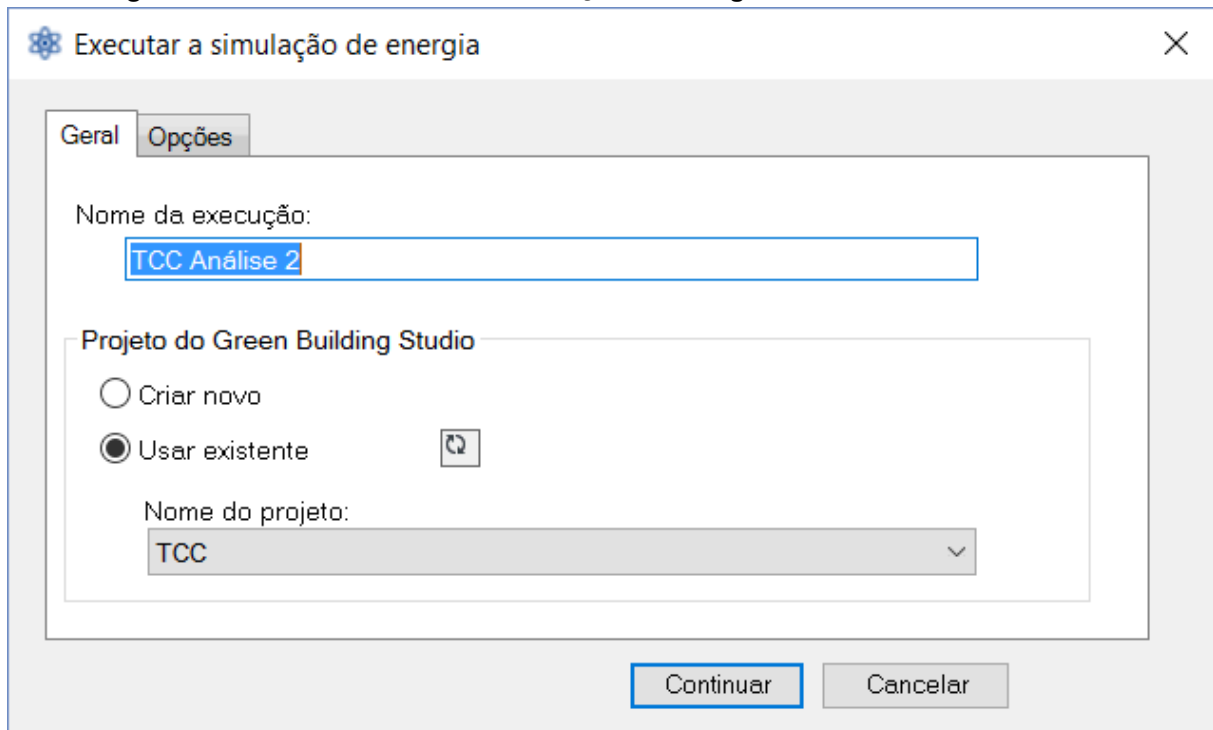 Executar a simulação de energia
Geral Opções
Nome da execução:
TCC Análise 2
Projeto do Green Building Studio
Criar novo
Usar existente
Nome do projeto:
TCC
Continuar Cancelar